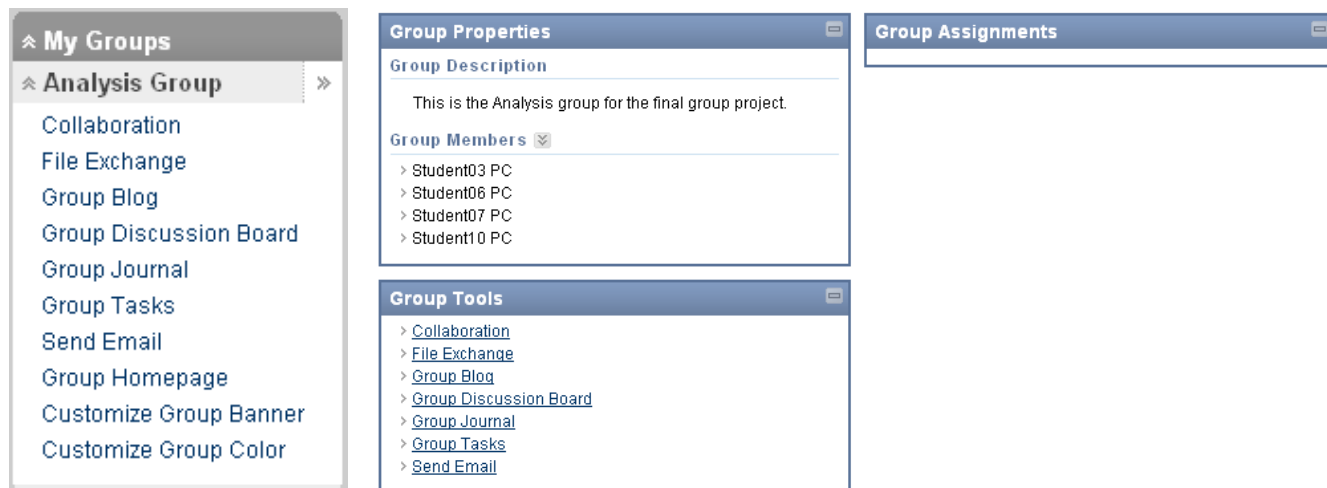 My Groups
Analysis Group
Collaboration
File Exchange
Group Blog
Group Discussion Board
Group Journal
Group Tasks
Send Email
Group Homepage
Customize Group Banner
Customize Group Color
Group Properties
Group Description
This is the Analysis group for the final group project.
Group Members
Student03 PC
Student06 PC
Student07 PC
Student10 PC
Group Tools
Collaboration
File Exchange
Group Blog
Group Discussion Board
Group Journal
Group Tasks
Send Email
Group Assignments